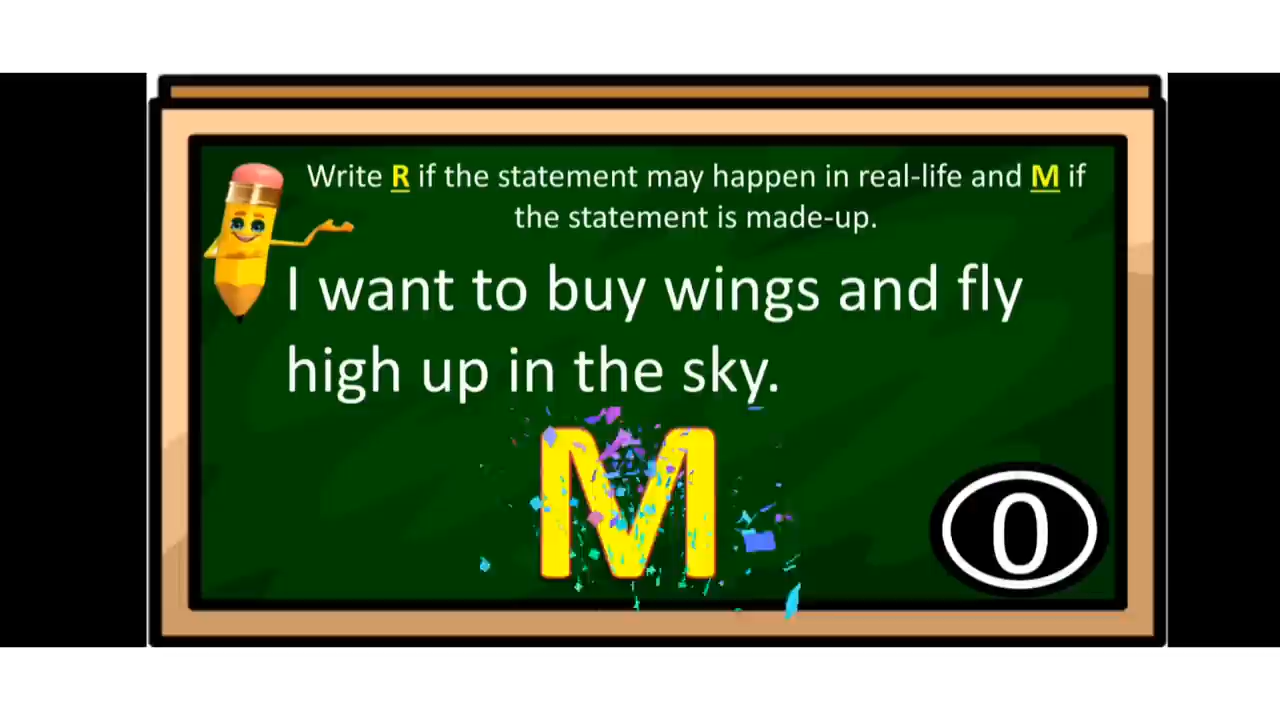 Write R if the statement may happen in real-life and M if
the statement is made-up.
I want to buy wings and fly
high up in the sky.
M
0